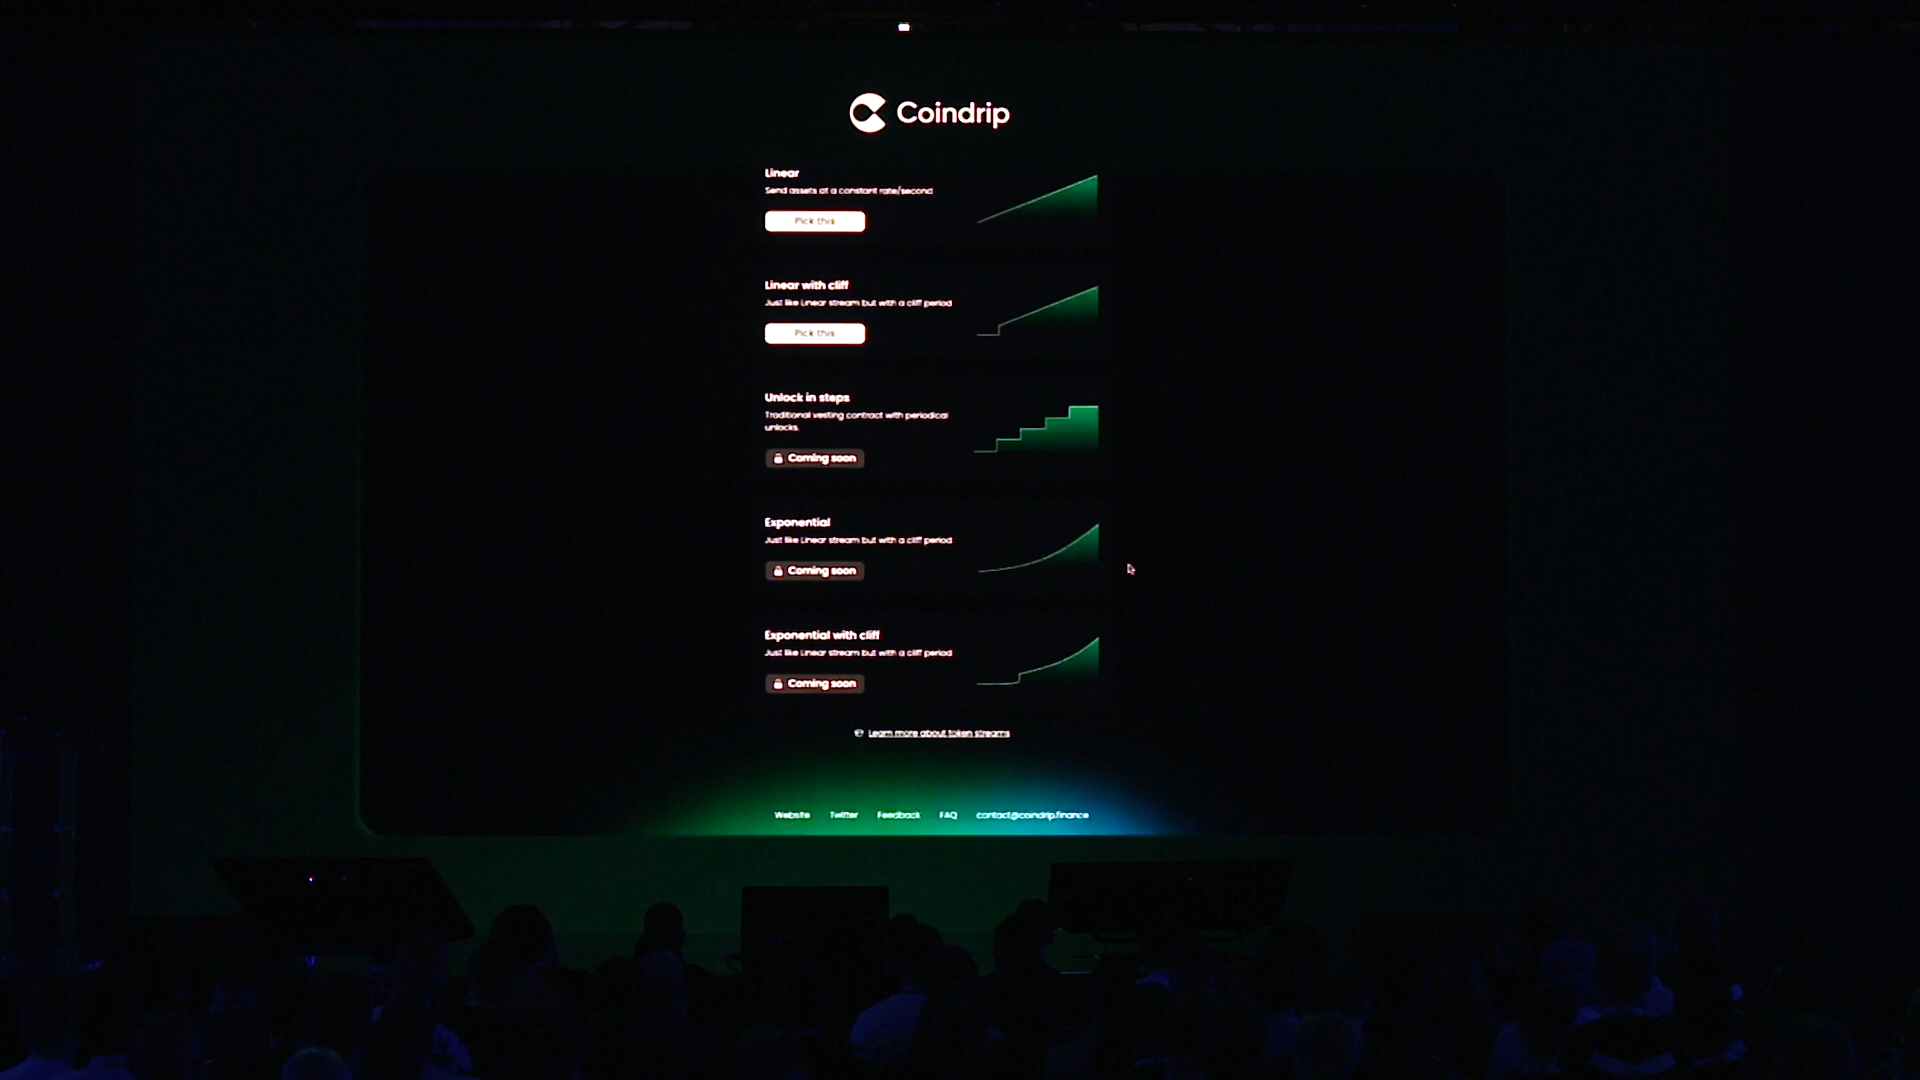 Coindrip
Linear
Send assets at a constant rate/second
Pick this
Linear with cliff
Just like Linear stream but with a cliff period
Pick this
Unlock in steps
Traditional vesting contract with periodical
unlocks.
Coming soon
Exponential
Just like Linear stream but with a cliff period
Coming soon
Exponential with cliff
Just like Linear stream but with a cliff period
Coming soon
Learn more about token streams
Website Twitter Feedback FAQ contact@coindrip.finance